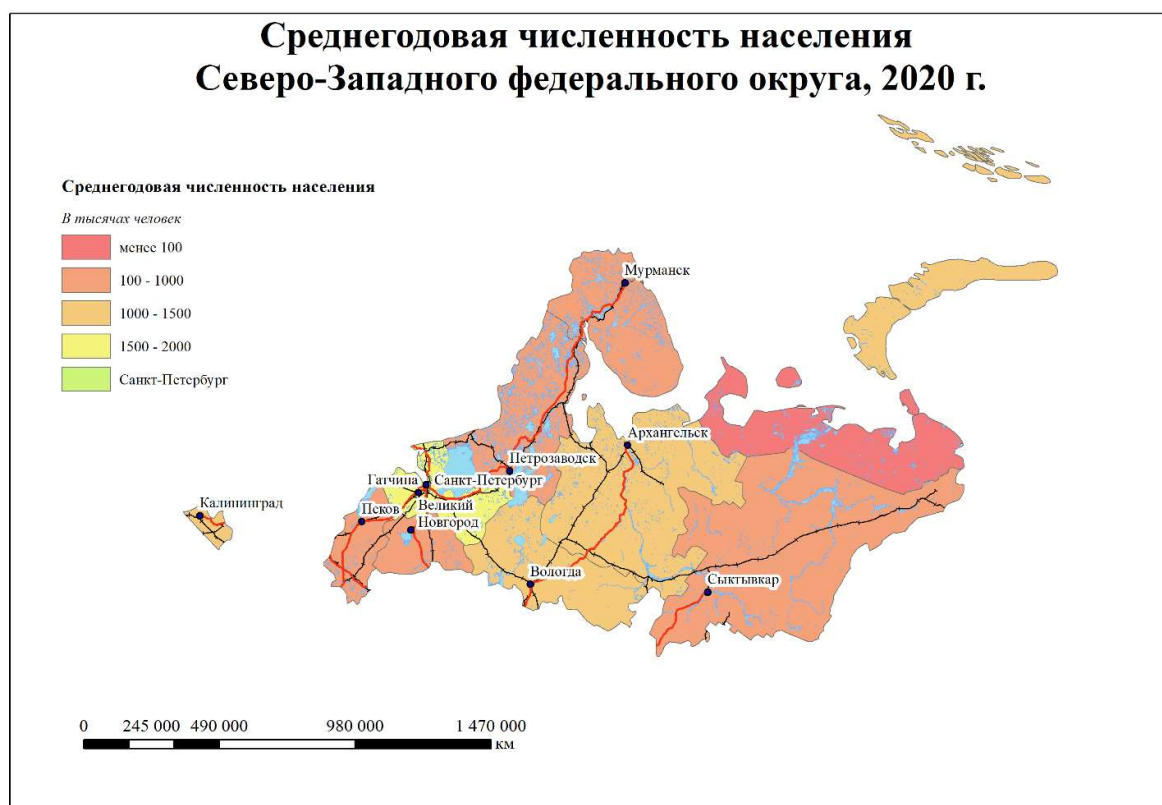 Среднегодовая численность населения
Северо-Западного федерального округа, 2020 г.
Среднегодовая численность населения
В тысячах человек
менее 100
100 - 1000
1000 - 1500
1500 - 2000
Санкт-Петербург
Мурманск
Архангельск
Петрозаводск
Гатчина
Санкт-Петербург
Великий
Новгород
Псков
Калининград
Вологда
Сыктывкар
0 245 000 490 000 980 000 1 470 000
км